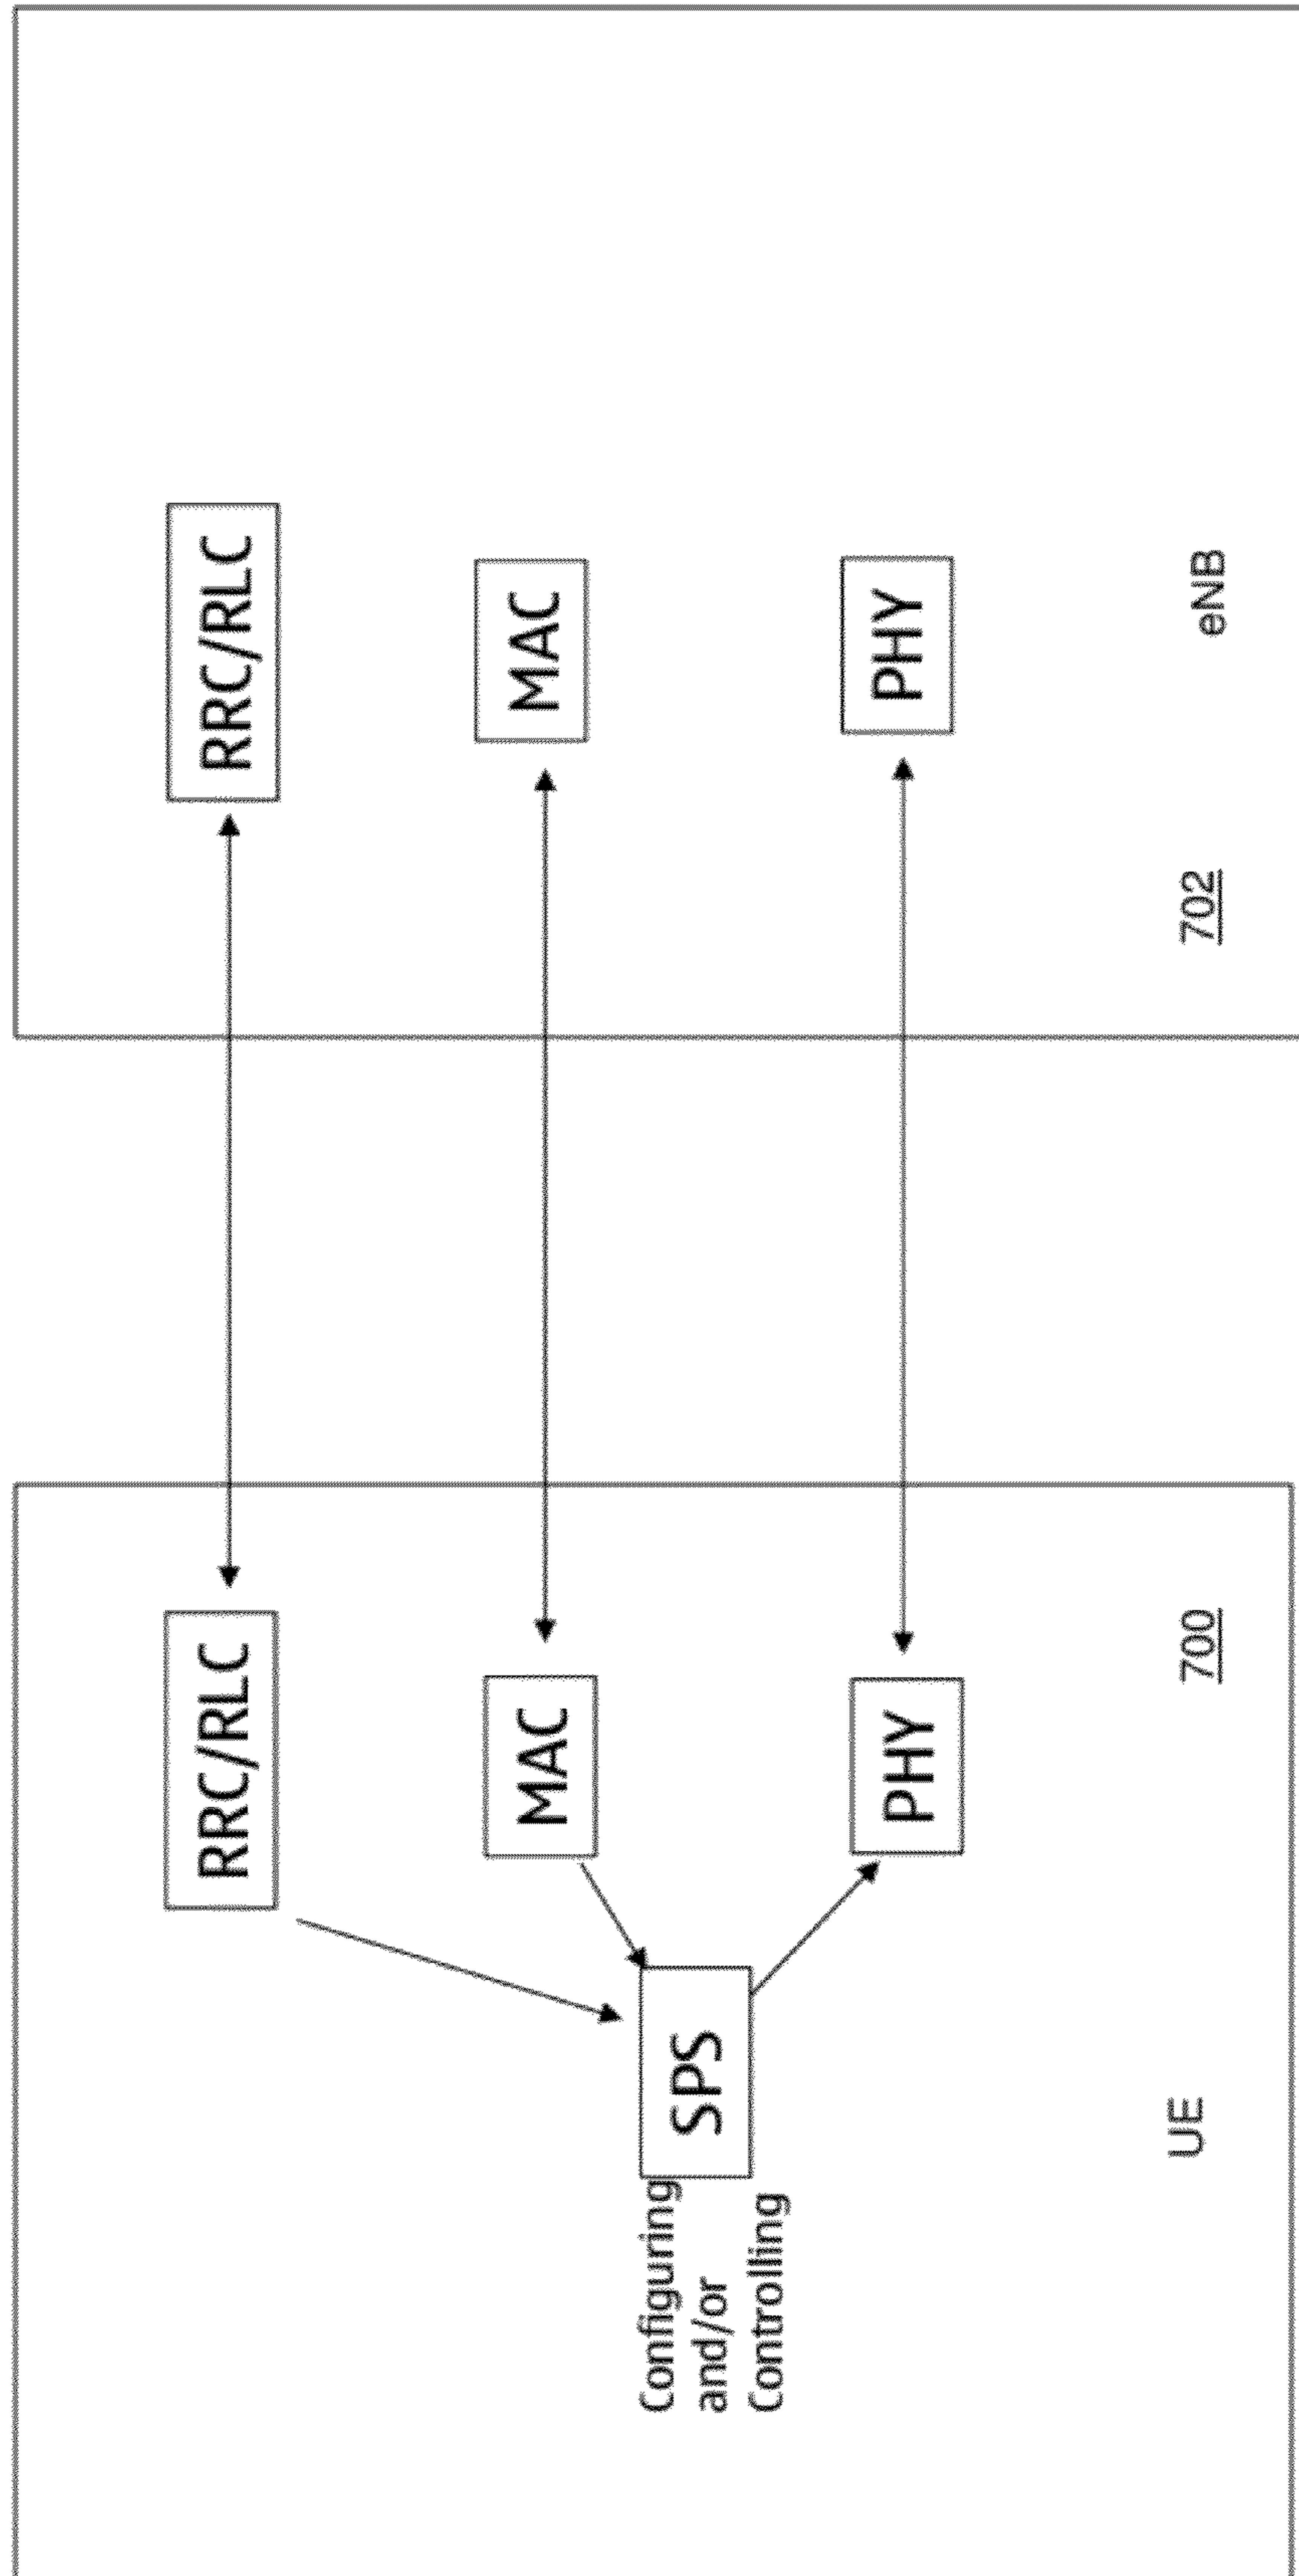 RRC/RLC
RRC/RLC
MAC
MAC
SPS
Configuring
and/or
Controlling
PHY
PHY
UE
700
702
eNB